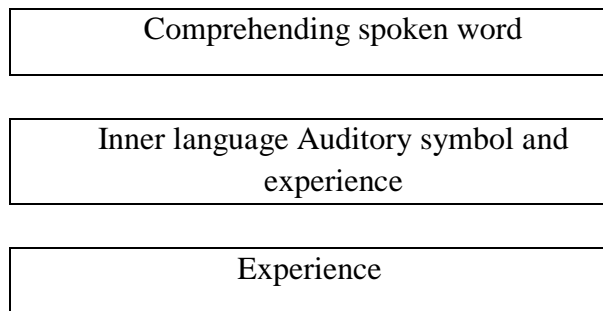 Comprehending spoken word
Inner language Auditory symbol and
experience
Experience